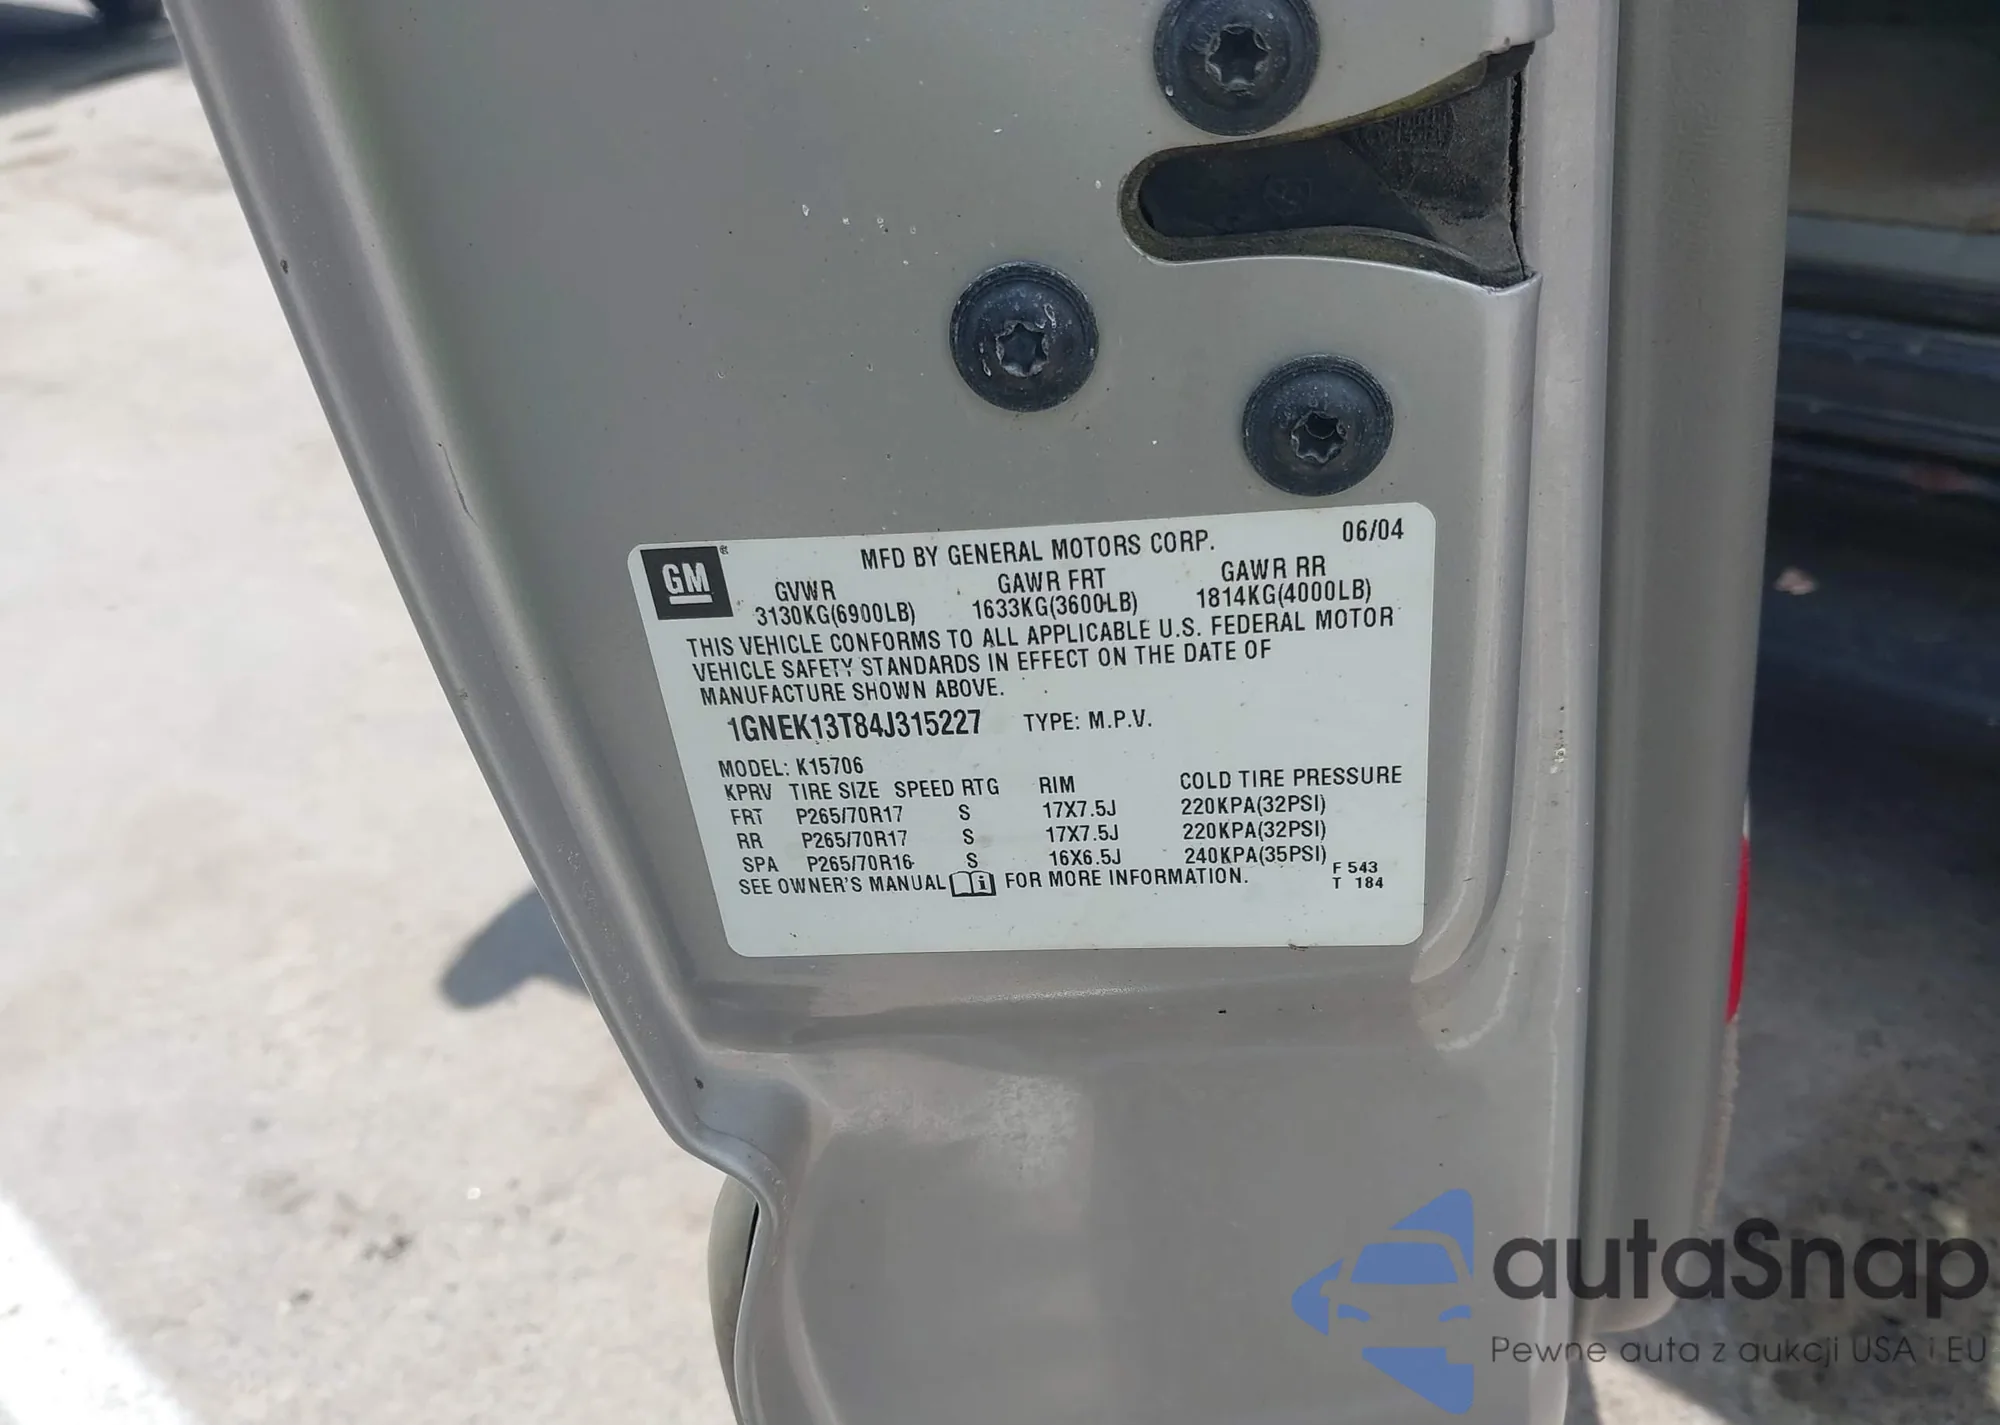 GM
MFD BY GENERAL MOTORS CORP. 06/04
GVWR GAWR FRT GAWR RR
3130KG(6900LB) 1633KG(3600LB) 1814KG(4000LB)
THIS VEHICLE CONFORMS TO ALL APPLICABLE U.S. FEDERAL MOTOR
VEHICLE SAFETY STANDARDS IN EFFECT ON THE DATE OF
MANUFACTURE SHOWN ABOVE.
1GNEK13T84J315227 TYPE: M.P.V.
MODEL: K15706
KPRV TIRE SIZE SPEED RTG RIM COLD TIRE PRESSURE
FRT P265/70R17 S 17X7.5J 220KPA(32PSI)
RR P265/70R17 S 17X7.5J 220KPA(32PSI)
SPA P265/70R16 S 16X6.5J 240KPA(35PSI)
SEE OWNER'S MANUAL FOR MORE INFORMATION.
F 543
T 184
autaSnap
Pewne auta z aukcji USA i EU